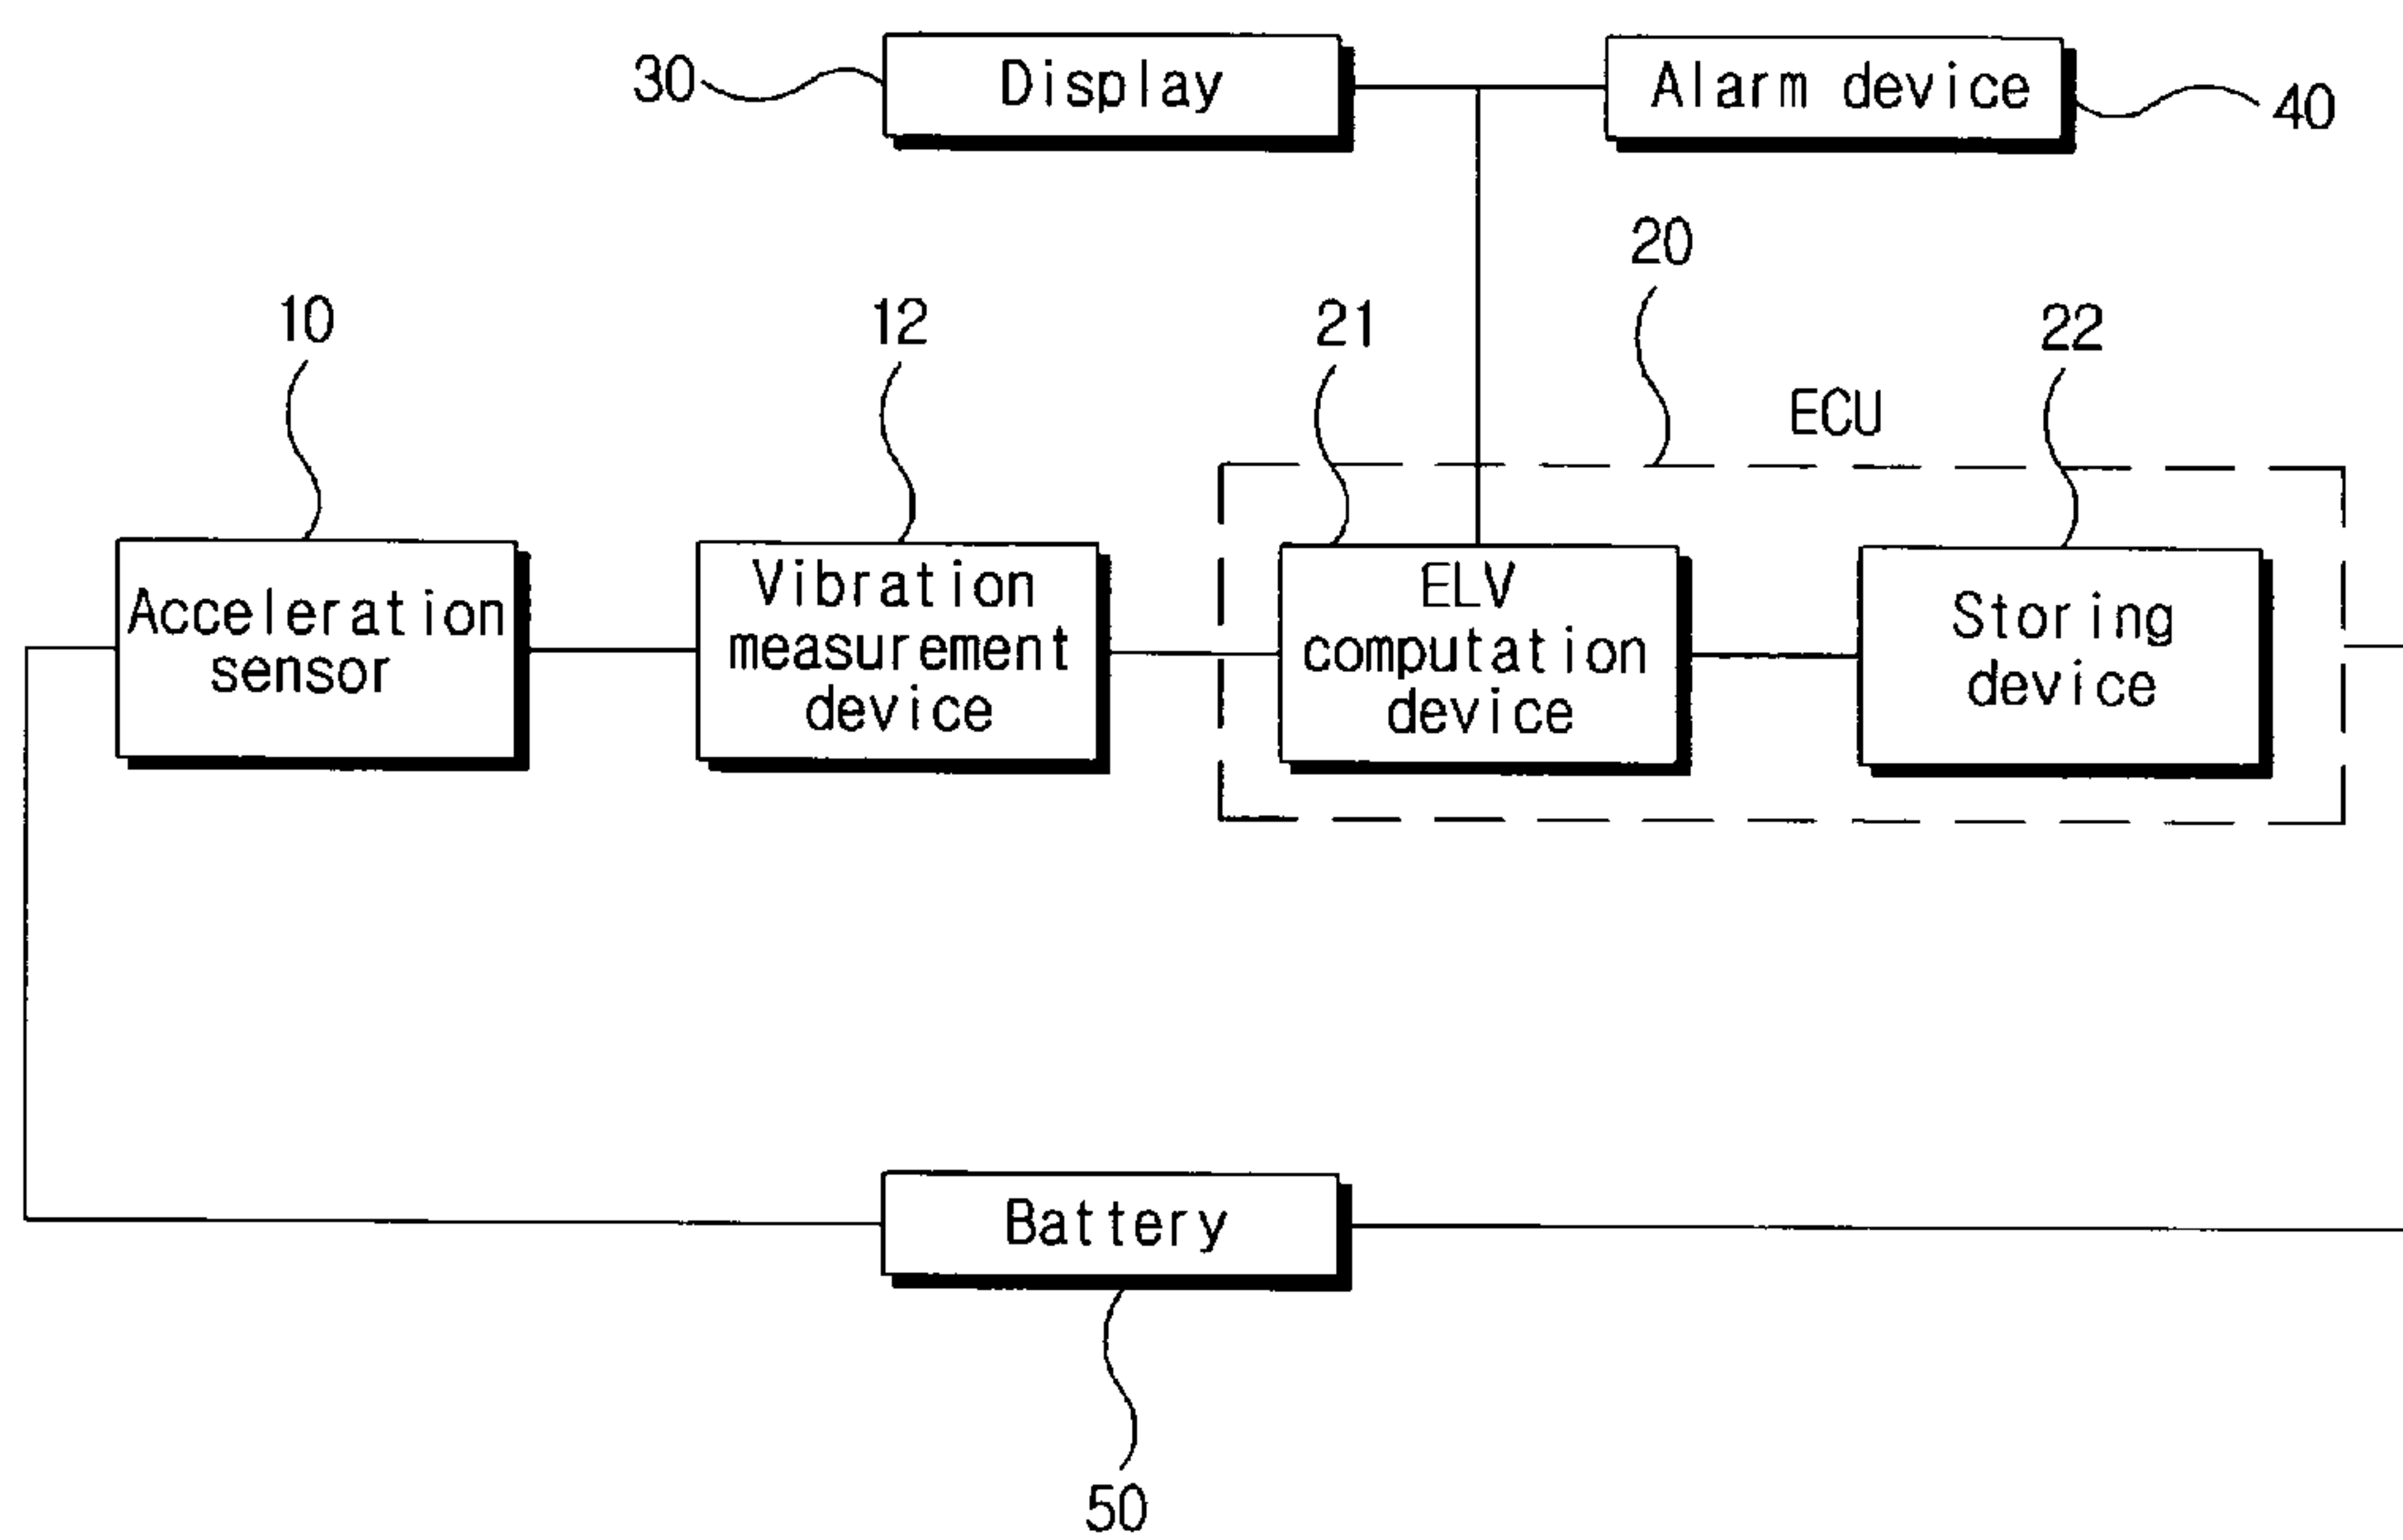 30
Display
Alarm device
40
20
10
12
21
22
ECU
Acceleration
sensor
Vibration
measurement
device
ELV
computation
device
Storing
device
Battery
50